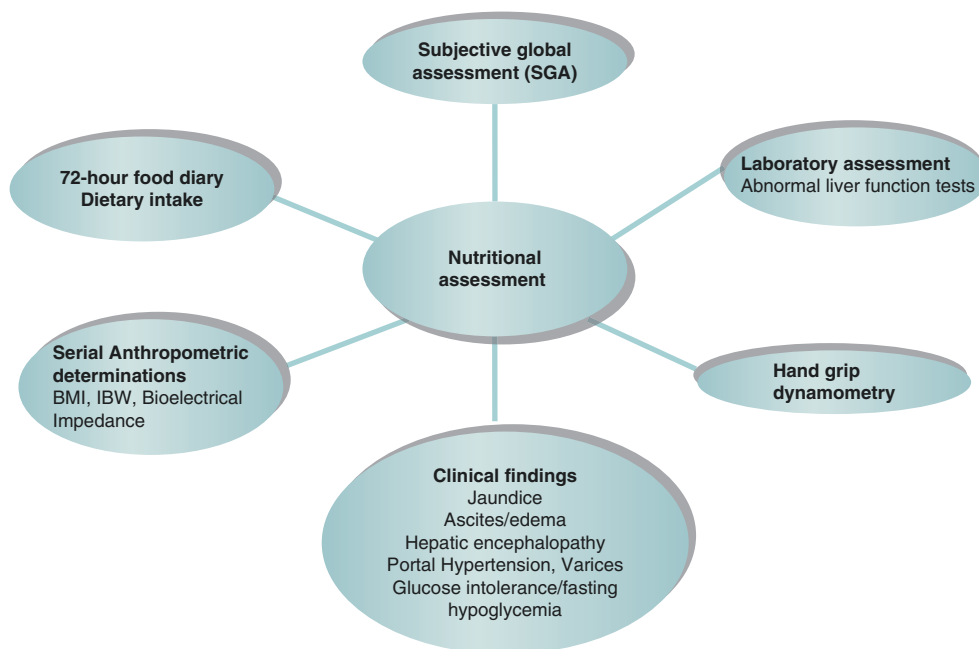 Subjective global
assessment (SGA)
72-hour food diary
Dietary intake
Laboratory assessment
Abnormal liver function tests
Nutritional
assessment
Serial Anthropometric
determinations
BMI, IBW, Bioelectrical
Impedance
Hand grip
dynamometry
Clinical findings
Jaundice
Ascites/edema
Hepatic encephalopathy
Portal Hypertension, Varices
Glucose intolerance/fasting
hypoglycemia